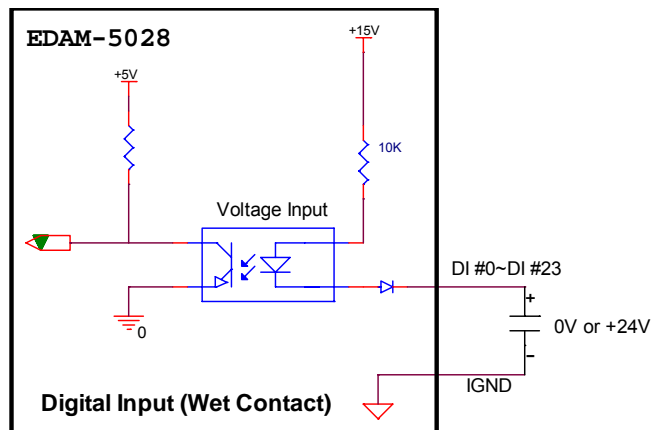 EDAM-5028
+15V
+5V
10K
Voltage Input
DI #0~DI #23
+
0V or +24V
-
0
IGND
Digital Input (Wet Contact)